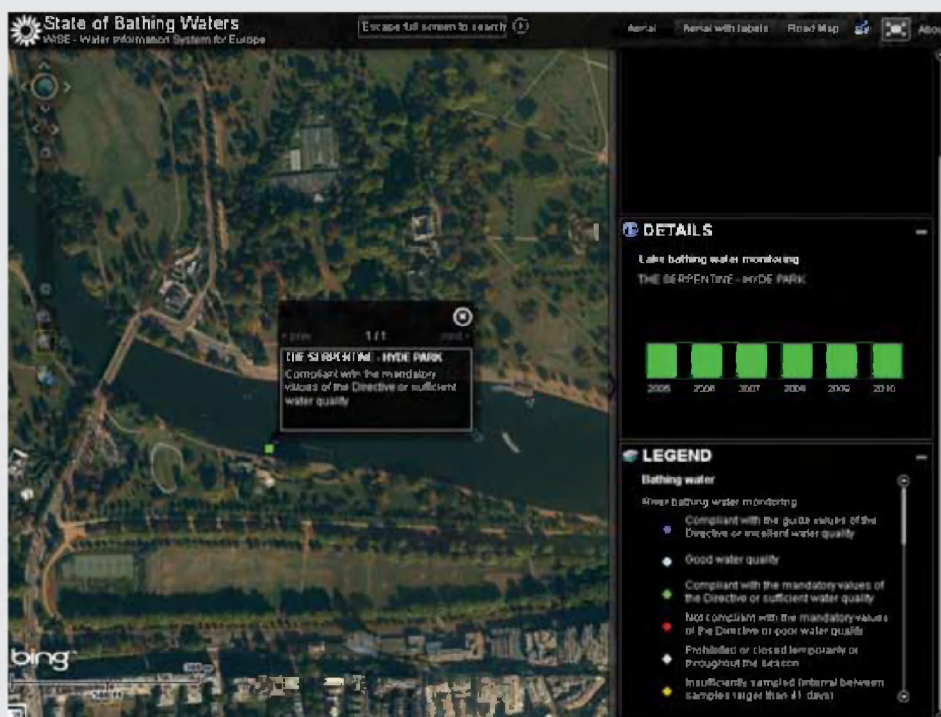 State of Bathing Waters
WISE - Water Information System for Europe
Escape full screen to search
Aerial
Aerial with labels
Road Map
Abou
< prev
1 / 1
next >
THE SERPENTINE - HYDE PARK
Compliant with the mandatory
values of the Directive or sufficient
water quality
DETAILS
Lake bathing water monitoring
THE SERPENTINE - HYDE PARK
2005 2006 2007 2008 2009 2010
LEGEND
Bathing water
River bathing water monitoring
Compliant with the guide values of the
Directive or excellent water quality
Good water quality
Compliant with the mandatory values of
the Directive or sufficient water quality
Not compliant with the mandatory values
of the Directive or poor water quality
Prohibited or closed temporarily or
throughout the season
Insufficiently sampled (interval between
samples larger than 41 days)
bing